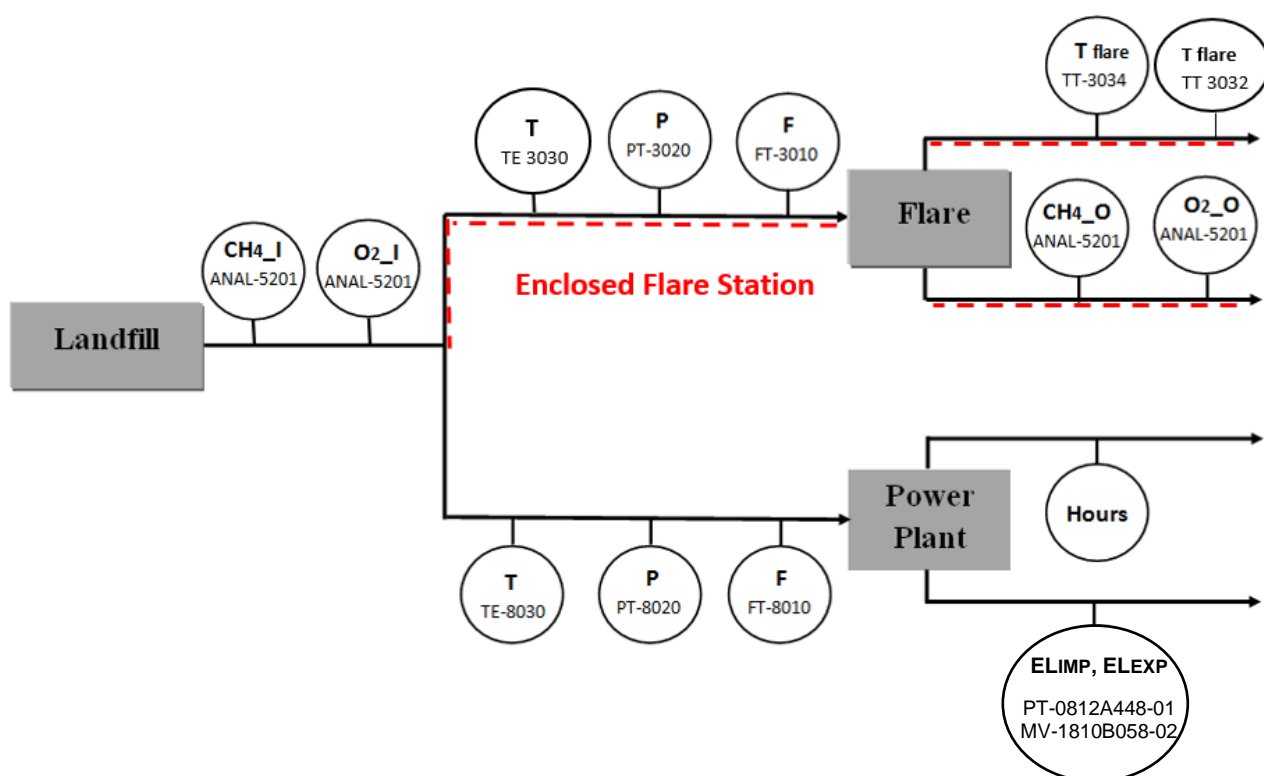 T flare
TT-3034
T flare
TT 3032
T
TE 3030
P
PT-3020
F
FT-3010
Flare
CH4_I
ANAL-5201
O2_I
ANAL-5201
CH4_O
ANAL-5201
O2_O
ANAL-5201
Enclosed Flare Station
Landfill
Power
Plant
Hours
T
TE-8030
P
PT-8020
F
FT-8010
ELIMP, ELEXP
PT-0812A448-01
MV-1810B058-02